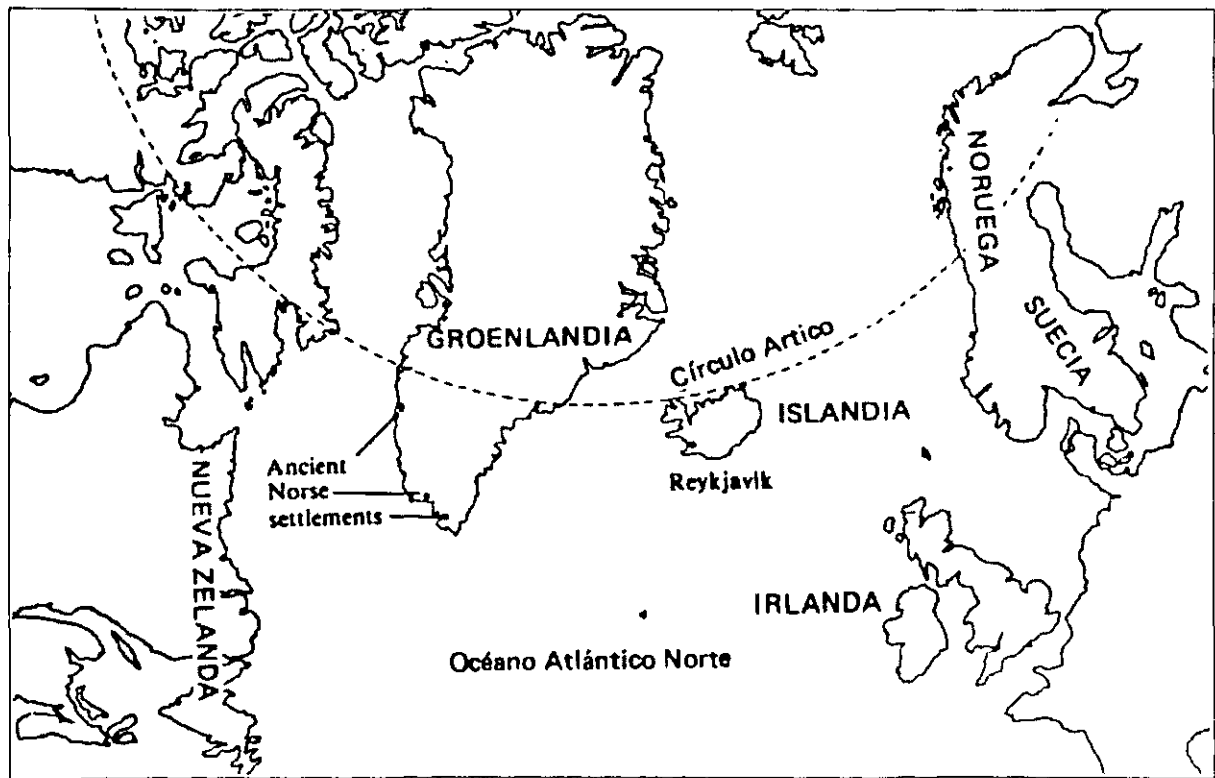 NORUEGA
SUECIA
GROENLANDIA
Círculo Artico
ISLANDIA
Reykjavik
Ancient
Norse
settlements
NUEVA ZELANDA
IRLANDA
Océano Atlántico Norte